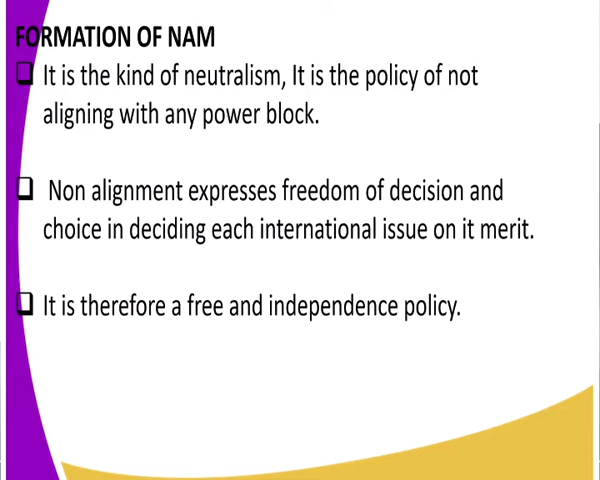 FORMATION OF NAM
❑ It is the kind of neutralism, It is the policy of not
aligning with any power block.
❑ Non alignment expresses freedom of decision and
choice in deciding each international issue on it merit.
❑ It is therefore a free and independence policy.